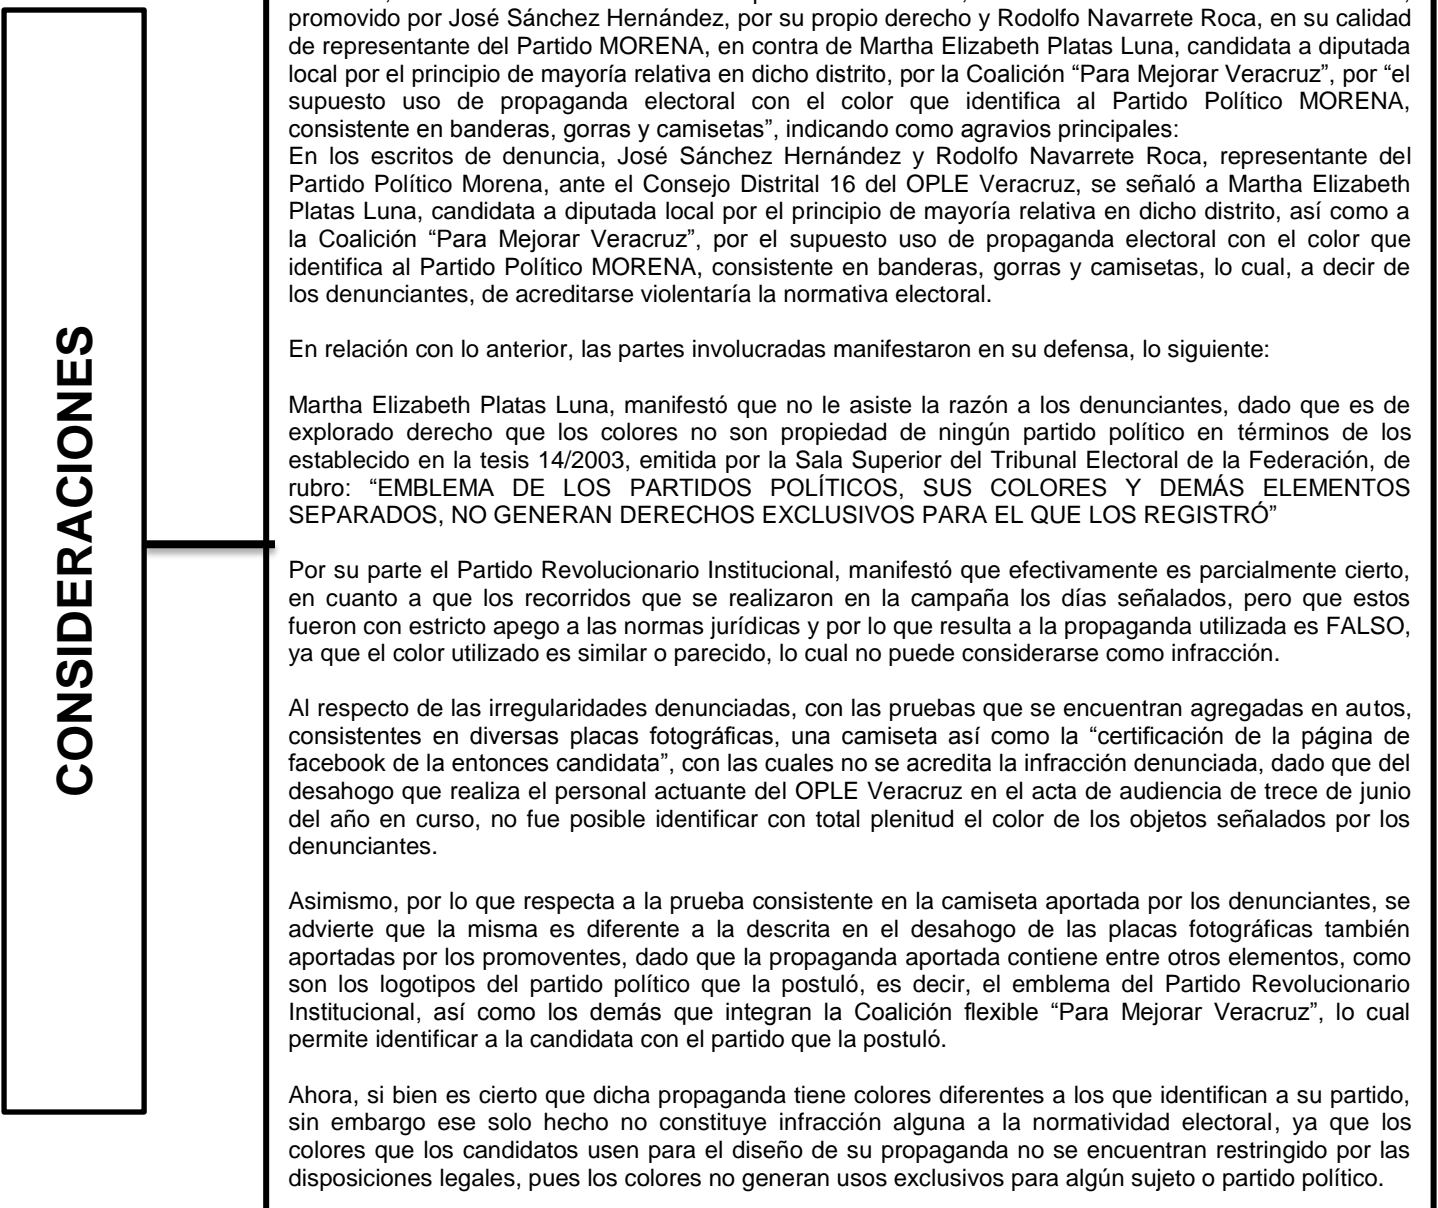 promovido por José Sánchez Hernández, por su propio derecho y Rodolfo Navarrete Roca, en su calidad
de representante del Partido MORENA, en contra de Martha Elizabeth Platas Luna, candidata a diputada
local por el principio de mayoría relativa en dicho distrito, por la Coalición “Para Mejorar Veracruz”, por “el
supuesto uso de propaganda electoral con el color que identifica al Partido Político MORENA,
consistente en banderas, gorras y camisetas”, indicando como agravios principales:
En los escritos de denuncia, José Sánchez Hernández y Rodolfo Navarrete Roca, representante del
Partido Político Morena, ante el Consejo Distrital 16 del OPLE Veracruz, se señaló a Martha Elizabeth
Platas Luna, candidata a diputada local por el principio de mayoría relativa en dicho distrito, así como a
la Coalición “Para Mejorar Veracruz”, por el supuesto uso de propaganda electoral con el color que
identifica al Partido Político MORENA, consistente en banderas, gorras y camisetas, lo cual, a decir de
los denunciantes, de acreditarse violentaría la normativa electoral.
En relación con lo anterior, las partes involucradas manifestaron en su defensa, lo siguiente:
Martha Elizabeth Platas Luna, manifestó que no le asiste la razón a los denunciantes, dado que es de
explorado derecho que los colores no son propiedad de ningún partido político en términos de los
establecido en la tesis 14/2003, emitida por la Sala Superior del Tribunal Electoral de la Federación, de
rubro: “EMBLEMA DE LOS PARTIDOS POLÍTICOS, SUS COLORES Y DEMÁS ELEMENTOS
SEPARADOS, NO GENERAN DERECHOS EXCLUSIVOS PARA EL QUE LOS REGISTRÓ”
Por su parte el Partido Revolucionario Institucional, manifestó que efectivamente es parcialmente cierto,
en cuanto a que los recorridos que se realizaron en la campaña los días señalados, pero que estos
fueron con estricto apego a las normas jurídicas y por lo que resulta a la propaganda utilizada es FALSO,
ya que el color utilizado es similar o parecido, lo cual no puede considerarse como infracción.
Al respecto de las irregularidades denunciadas, con las pruebas que se encuentran agregadas en autos,
consistentes en diversas placas fotográficas, una camiseta así como la “certificación de la página de
facebook de la entonces candidata”, con las cuales no se acredita la infracción denunciada, dado que del
desahogo que realiza el personal actuante del OPLE Veracruz en el acta de audiencia de trece de junio
del año en curso, no fue posible identificar con total plenitud el color de los objetos señalados por los
denunciantes.
Asimismo, por lo que respecta a la prueba consistente en la camiseta aportada por los denunciantes, se
advierte que la misma es diferente a la descrita en el desahogo de las placas fotográficas también
aportadas por los promoventes, dado que la propaganda aportada contiene entre otros elementos, como
son los logotipos del partido político que la postuló, es decir, el emblema del Partido Revolucionario
Institucional, así como los demás que integran la Coalición flexible “Para Mejorar Veracruz”, lo cual
permite identificar a la candidata con el partido que la postuló.
Ahora, si bien es cierto que dicha propaganda tiene colores diferentes a los que identifican a su partido,
sin embargo ese solo hecho no constituye infracción alguna a la normatividad electoral, ya que los
colores que los candidatos usen para el diseño de su propaganda no se encuentran restringido por las
disposiciones legales, pues los colores no generan usos exclusivos para algún sujeto o partido político.
CONSIDERACIONES